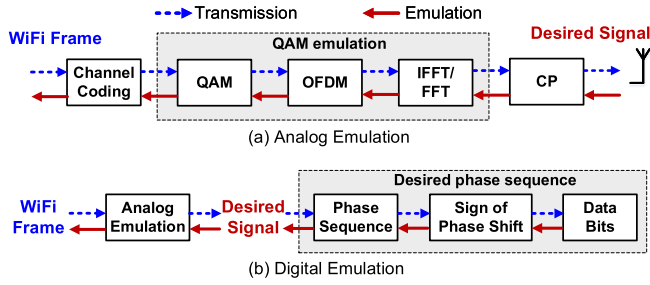 Transmission Emulation
WiFi Frame
QAM emulation
Desired Signal
Channel
Coding
QAM
OFDM
IFFT/
FFT
CP
(a) Analog Emulation
Desired phase sequence
WiFi
Frame
Analog
Emulation
Desired
Signal
Phase
Sequence
Sign of
Phase Shift
Data
Bits
(b) Digital Emulation